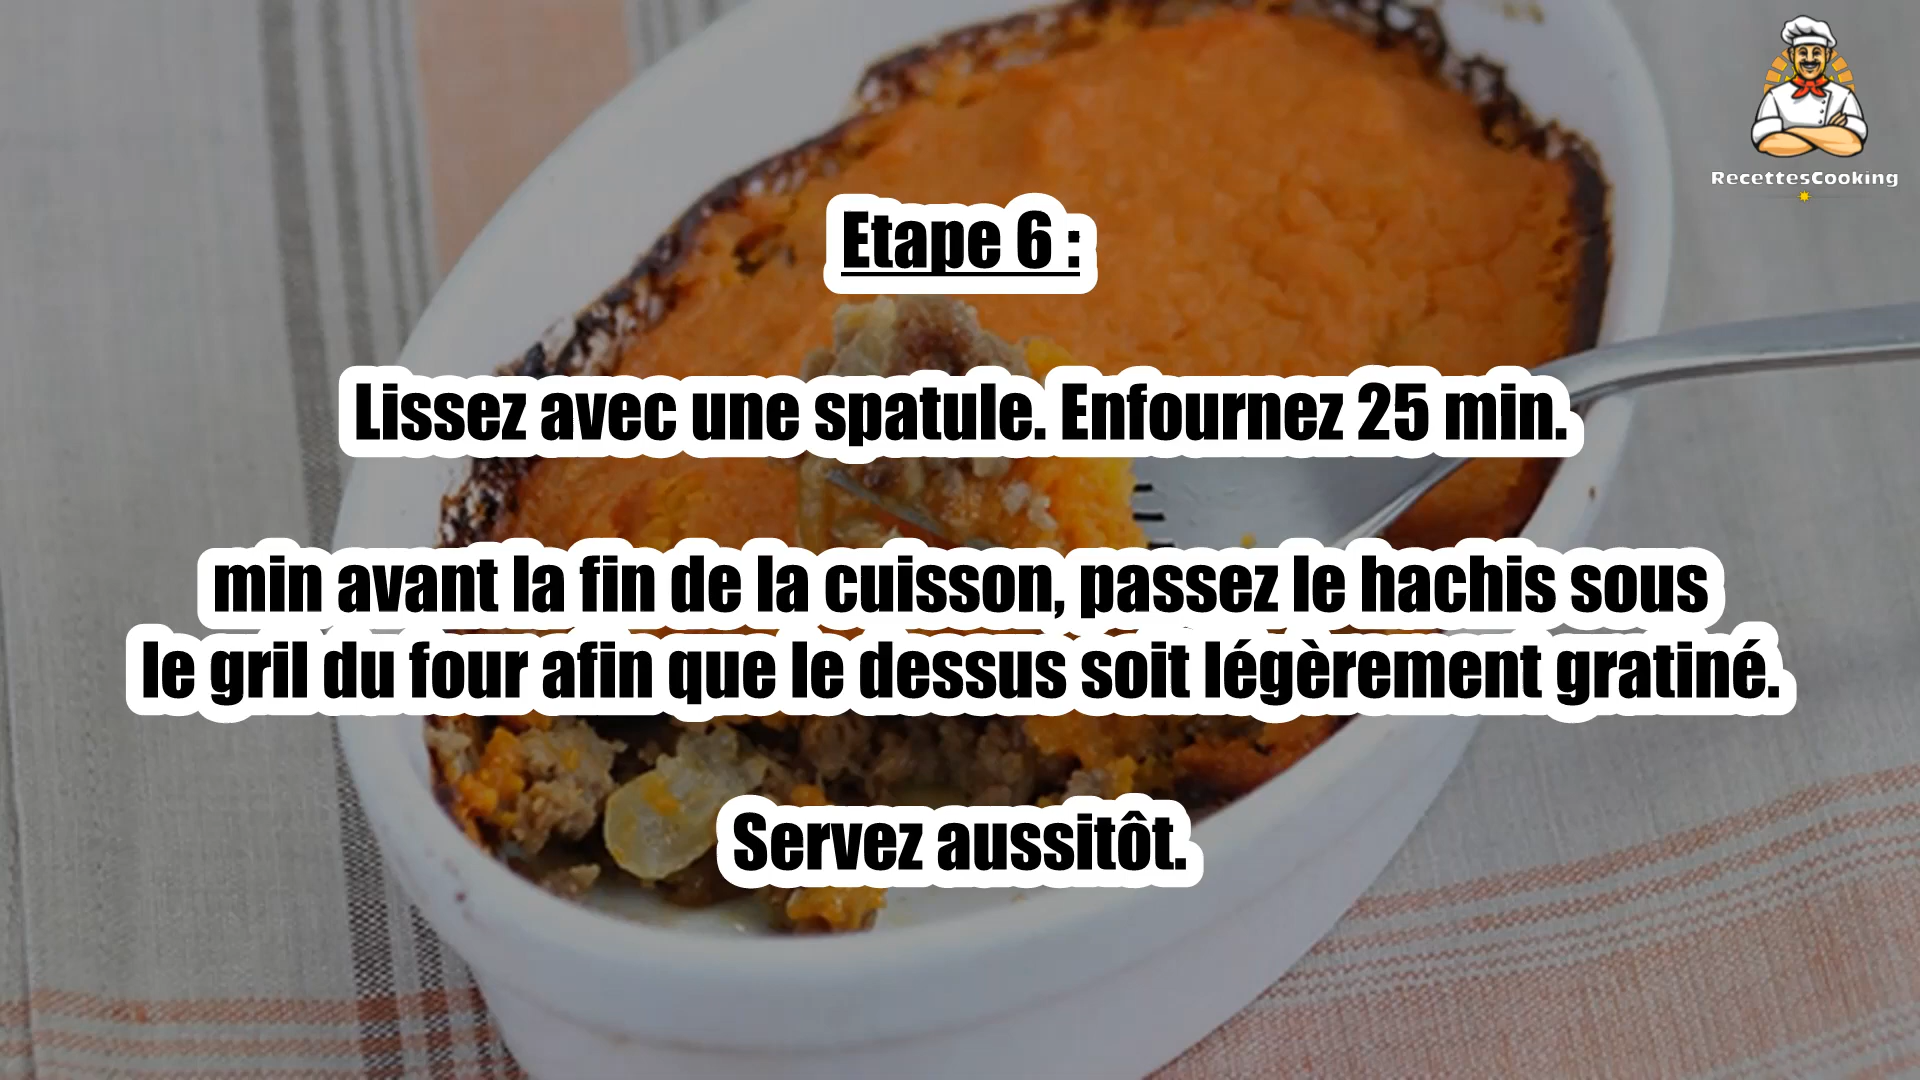 RecettesCooking
Etape 6 :
Lissez avec une spatule. Enfournez 25 min.
min avant la fin de la cuisson, passez le hachis sous
le gril du four afin que le dessus soit légèrement gratiné.
Servez aussitôt.